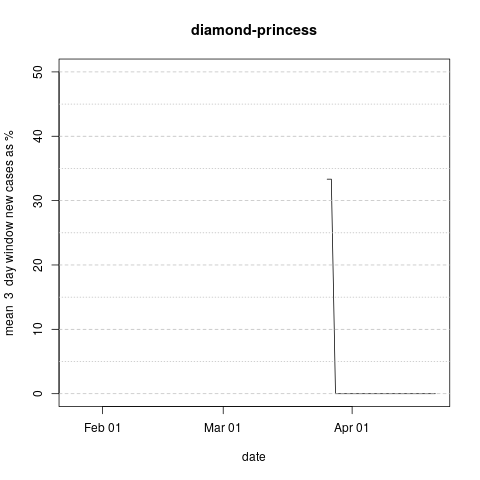 diamond-princess
mean  3  day window new cases as %
50
40
30
20
10
0
Feb 01
Mar 01
Apr 01
date